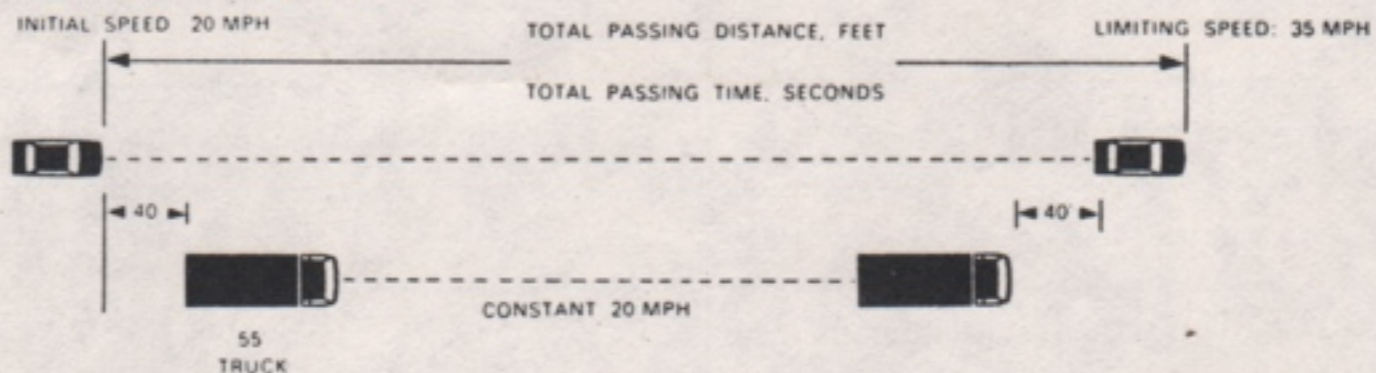 INITIAL SPEED 20 MPH
TOTAL PASSING DISTANCE, FEET
LIMITING SPEED: 35 MPH
TOTAL PASSING TIME, SECONDS
40
40'
CONSTANT 20 MPH
55
TRUCK